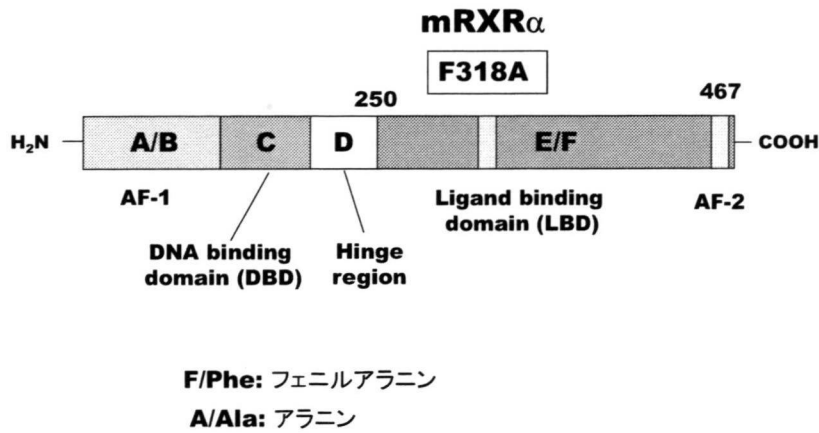 mRXRα
F318A
250
467
H₂N
A/B
C
D
E/F
COOH
AF-1
Ligand binding
domain (LBD)
AF-2
DNA binding
domain (DBD)
Hinge
region
F/Phe: フェニルアラニン
A/Ala: アラニン